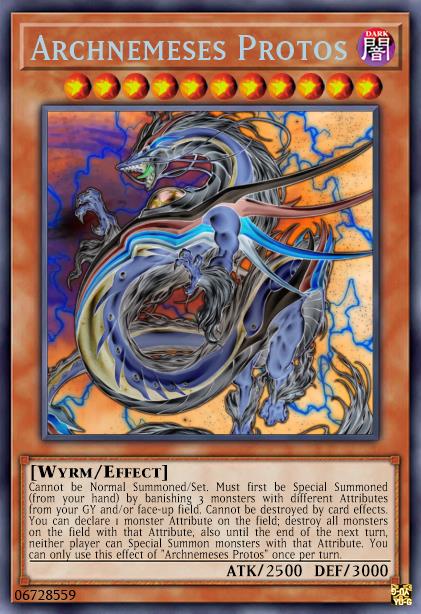 ARCHNEMESES PROTOS
DARK
闇
[WYRM/EFFECT]
Cannot be Normal Summoned/Set. Must first be Special Summoned
(from your hand) by banishing 3 monsters with different Attributes
from your GY and/or face-up field. Cannot be destroyed by card effects.
You can declare 1 monster Attribute on the field; destroy all monsters
on the field with that Attribute, also until the end of the next turn,
neither player can Special Summon monsters with that Attribute. You
can only use this effect of "Archnemeses Protos" once per turn.
ATK/2500 DEF/3000
06728559